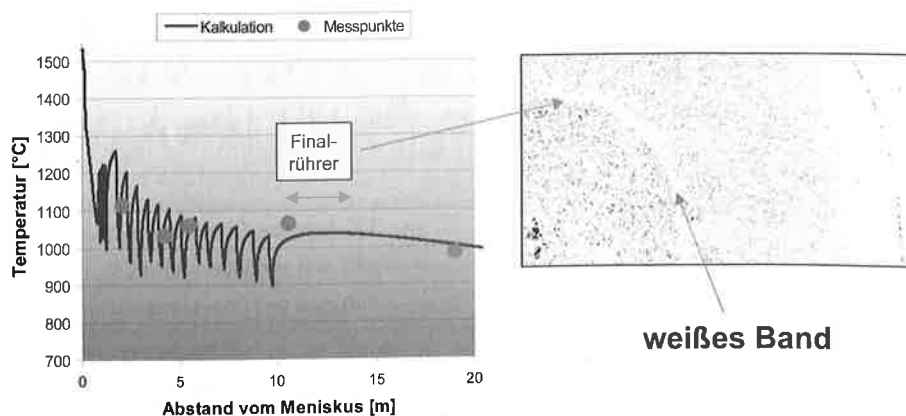 Kalkulation
Messpunkte
1500
1400
1300
1200
1100
1000
900
800
700
Temperatur [°C]
Final-
rührer
0
5
10
15
20
Abstand vom Meniskus [m]
weißes Band